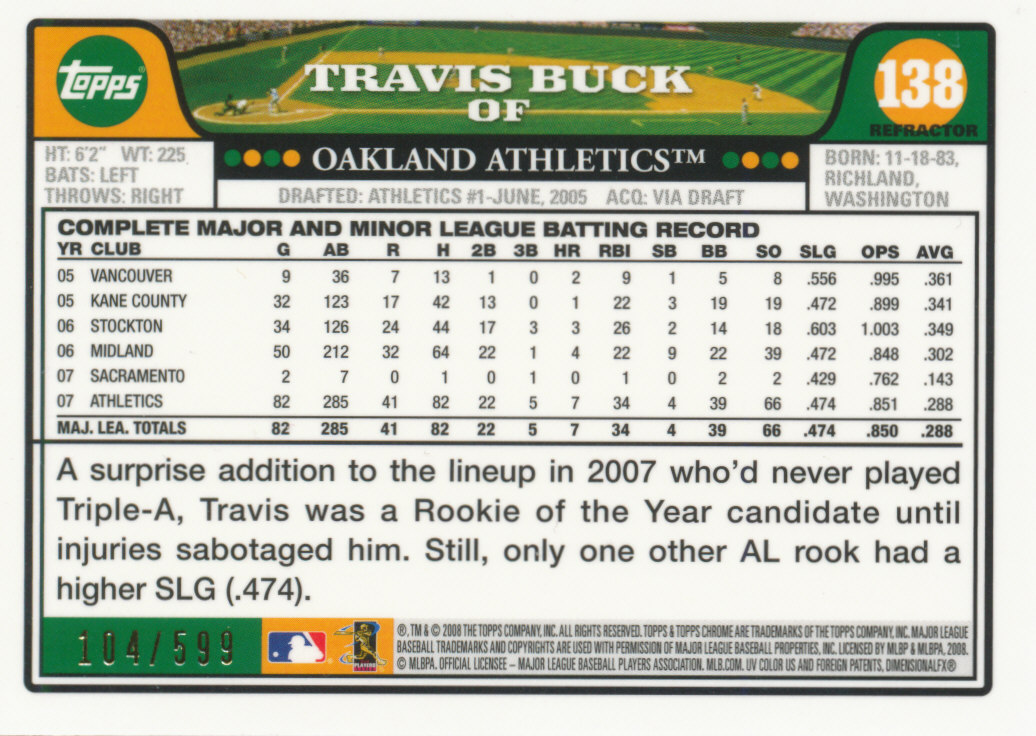 TOPPS®
TRAVIS BUCK
OF
138
REFRACTOR
HT: 6'2" WT: 225
BATS: LEFT
THROWS: RIGHT
OAKLAND ATHLETICS™
DRAFTED: ATHLETICS #1-JUNE, 2005 ACQ: VIA DRAFT
BORN: 11-18-83,
RICHLAND,
WASHINGTON
COMPLETE MAJOR AND MINOR LEAGUE BATTING RECORD
YR CLUB G AB R H 2B 3B HR RBI SB BB SO SLG OPS AVG
05 VANCOUVER 9 36 7 13 1 0 2 9 1 5 8 .556 .995 .361
05 KANE COUNTY 32 123 17 42 13 0 1 22 3 19 19 .472 .899 .341
06 STOCKTON 34 126 24 44 17 3 3 26 2 14 18 .603 1.003 .349
06 MIDLAND 50 212 32 64 22 1 4 22 9 22 39 .472 .848 .302
07 SACRAMENTO 2 7 0 1 0 1 0 1 0 2 2 .429 .762 .143
07 ATHLETICS 82 285 41 82 22 5 7 34 4 39 66 .474 .851 .288
MAJ. LEA. TOTALS 82 285 41 82 22 5 7 34 4 39 66 .474 .850 .288
A surprise addition to the lineup in 2007 who'd never played
Triple-A, Travis was a Rookie of the Year candidate until
injuries sabotaged him. Still, only one other AL rook had a
higher SLG (.474).
104/599
PLAYERS
®, TM & © 2008 THE TOPPS COMPANY, INC. ALL RIGHTS RESERVED. TOPPS & TOPPS CHROME ARE TRADEMARKS OF THE TOPPS COMPANY, INC. MAJOR LEAGUE
BASEBALL TRADEMARKS AND COPYRIGHTS ARE USED WITH PERMISSION OF MAJOR LEAGUE BASEBALL PROPERTIES, INC. LICENSED BY MLBP & MLBPA, 2008.
© MLBPA. OFFICIAL LICENSEE – MAJOR LEAGUE BASEBALL PLAYERS ASSOCIATION. MLB.COM. UV COLOR US AND FOREIGN PATENTS, DIMENSIONALFX®